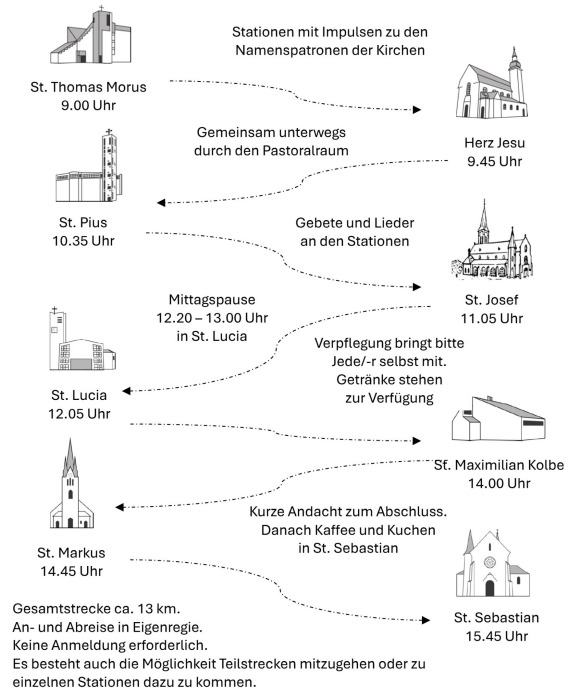 Stationen mit Impulsen zu den
Namenspatronen der Kirchen
St. Thomas Morus
9.00 Uhr
Herz Jesu
9.45 Uhr
Gemeinsam unterwegs
durch den Pastoralraum
St. Pius
10.35 Uhr
Gebete und Lieder
an den Stationen
St. Josef
11.05 Uhr
Mittagspause
12.20 – 13.00 Uhr
in St. Lucia
Verpflegung bringt bitte
Jede/-r selbst mit.
Getränke stehen
zur Verfügung
St. Lucia
12.05 Uhr
St. Maximilian Kolbe
14.00 Uhr
Kurze Andacht zum Abschluss.
Danach Kaffee und Kuchen
in St. Sebastian
St. Markus
14.45 Uhr
St. Sebastian
15.45 Uhr
Gesamtstrecke ca. 13 km.
An- und Abreise in Eigenregie.
Keine Anmeldung erforderlich.
Es besteht auch die Möglichkeit Teilstrecken mitzugehen oder zu
einzelnen Stationen dazu zu kommen.